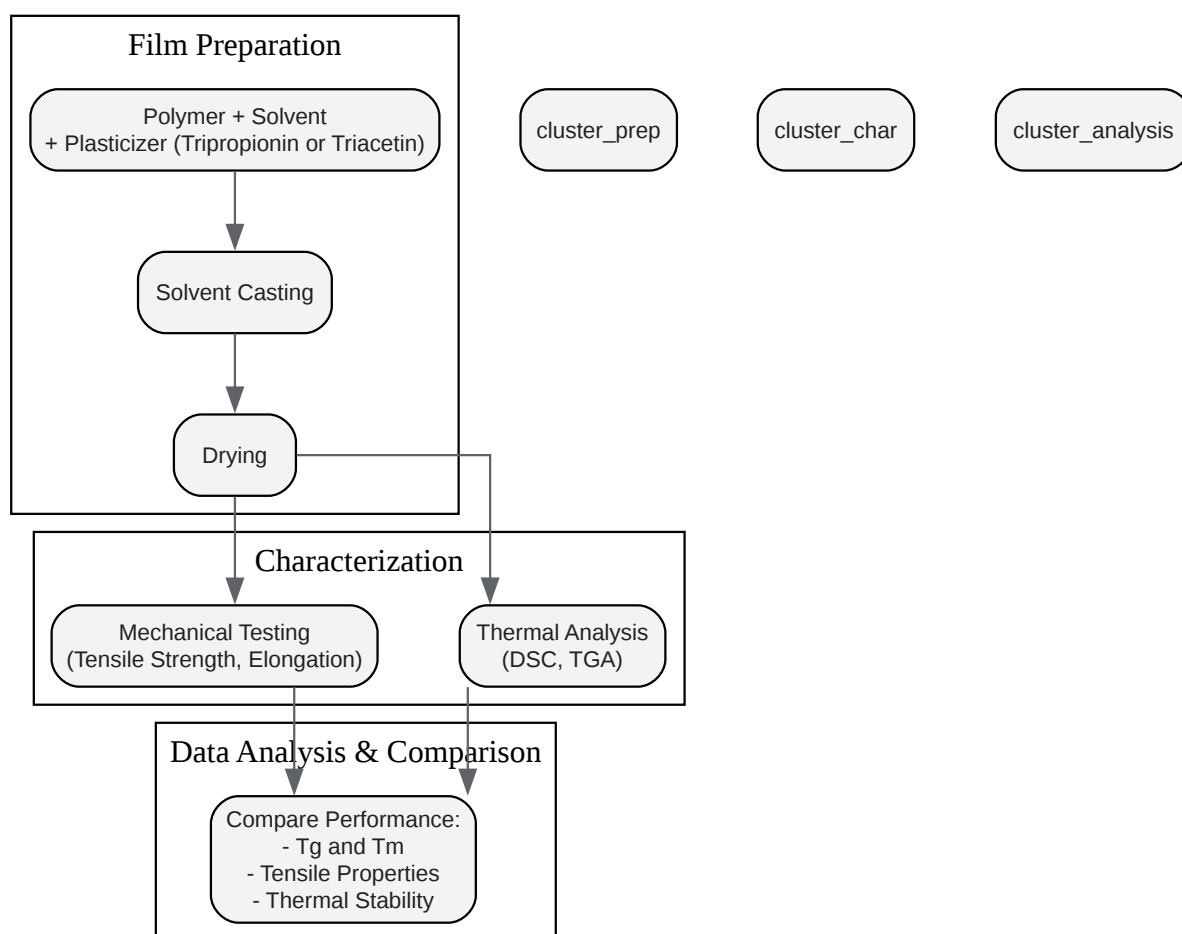 Film Preparation
Polymer + Solvent
+ Plasticizer (Tripropionin or Triacetin)
cluster_prep
cluster_char
cluster_analysis
Solvent Casting
Drying
Characterization
Mechanical Testing
(Tensile Strength, Elongation)
Thermal Analysis
(DSC, TGA)
Data Analysis & Comparison
Compare Performance:
- Tg and Tm
- Tensile Properties
- Thermal Stability